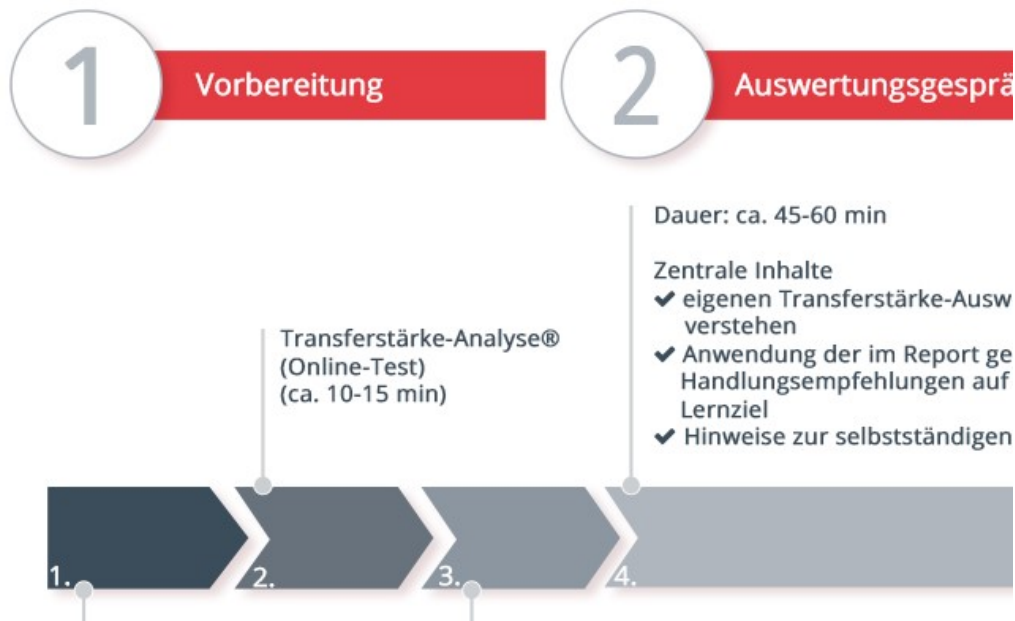 1
Vorbereitung
2
Auswertungsgesprä
Dauer: ca. 45-60 min
Zentrale Inhalte
✔ eigenen Transferstärke-Ausw
verstehen
✔ Anwendung der im Report ge
Handlungsempfehlungen auf
Lernziel
✔ Hinweise zur selbstständigen
Transferstärke-Analyse®
(Online-Test)
(ca. 10-15 min)
1.
2.
3.
4.